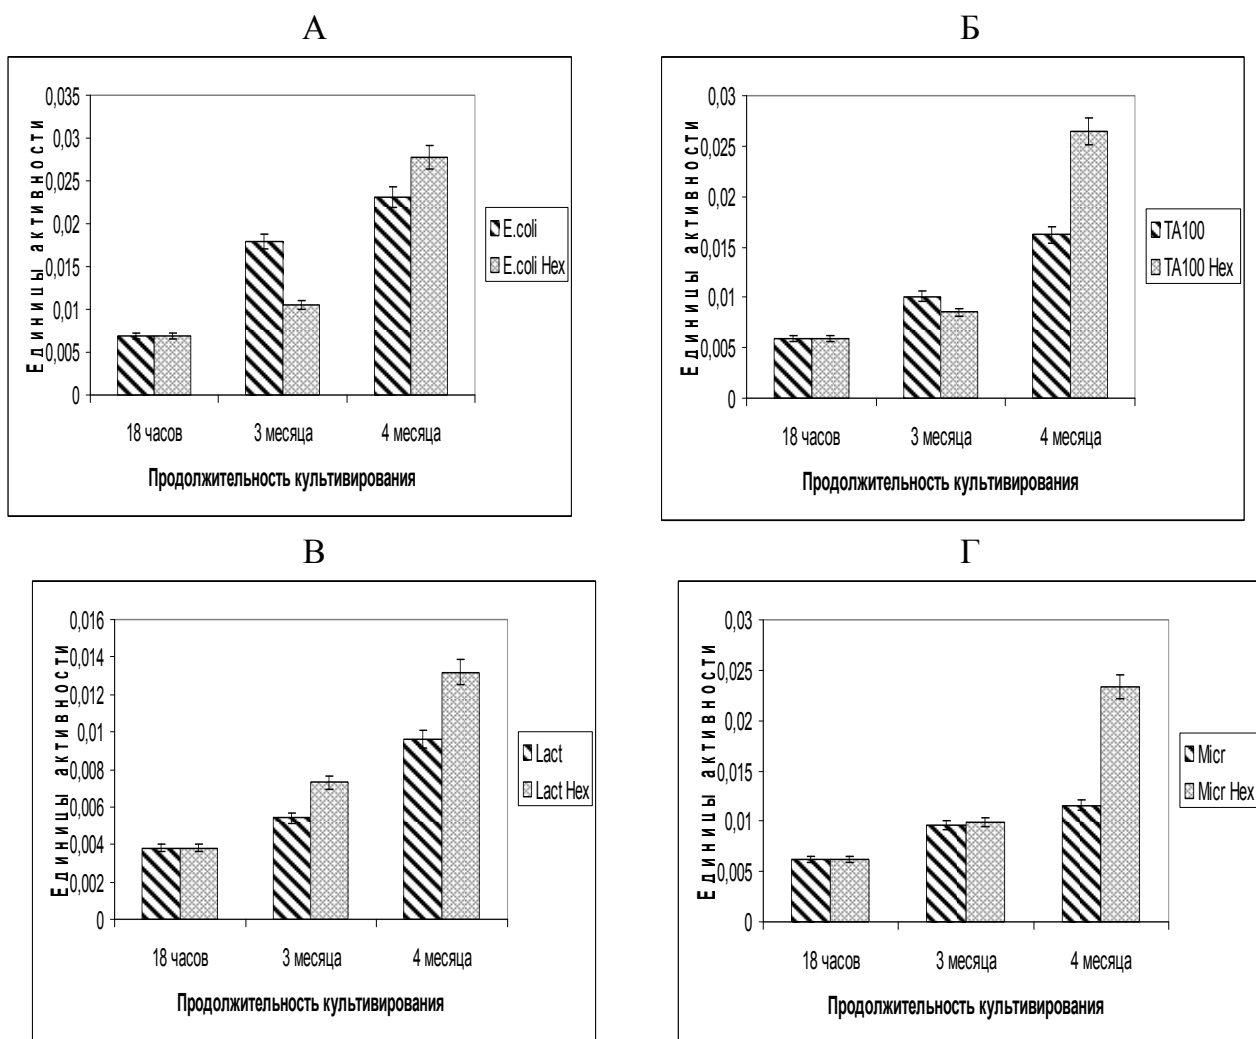 А
Единицы активности
0,035
0,03
0,025
0,02
0,015
0,01
0,005
0
18 часов 3 месяца 4 месяца
Продолжительность культивирования
E.coli
E.coli Hex
Б
Единицы активности
0,03
0,025
0,02
0,015
0,01
0,005
0
18 часов 3 месяца 4 месяца
Продолжительность культивирования
TA100
TA100 Hex
В
Единицы активности
0,016
0,014
0,012
0,01
0,008
0,006
0,004
0,002
0
18 часов 3 месяца 4 месяца
Продолжительность культивирования
Lact
Lact Hex
Г
Единицы активности
0,03
0,025
0,02
0,015
0,01
0,005
0
18 часов 3 месяца 4 месяца
Продолжительность культивирования
Micr
Micr Hex